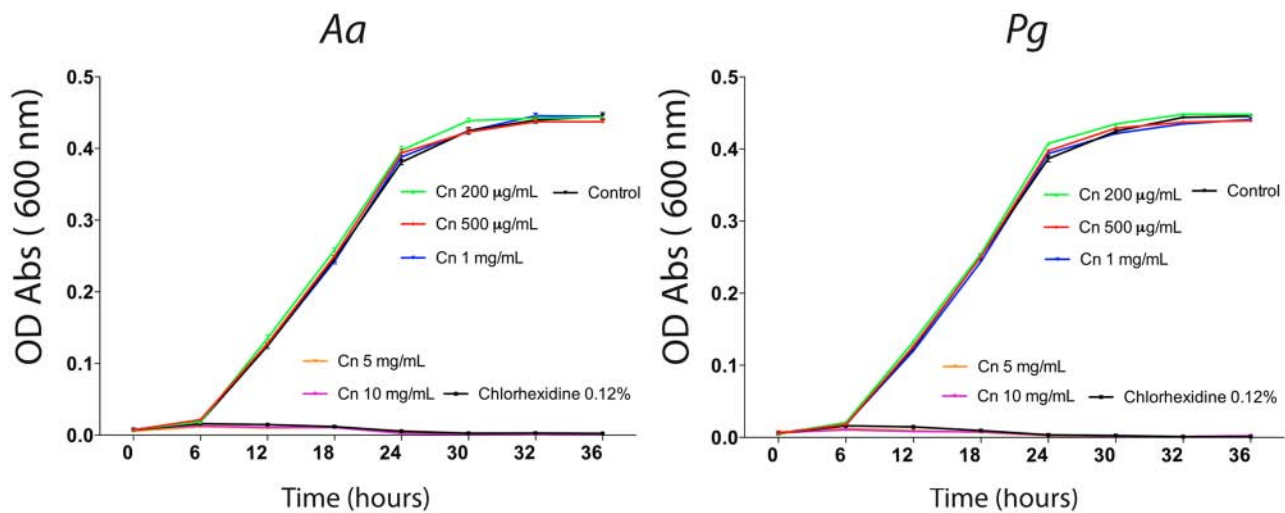 Aa
OD Abs ( 600 nm)
0.5
0.4
0.3
0.2
0.1
0.0
Cn 200 µg/mL
Control
Cn 500 µg/mL
Cn 1 mg/mL
Cn 5 mg/mL
Cn 10 mg/mL
Chlorhexidine 0.12%
0 6 12 18 24 30 32 36
Time (hours)
Pg
OD Abs ( 600 nm)
0.5
0.4
0.3
0.2
0.1
0.0
Cn 200 µg/mL
Control
Cn 500 µg/mL
Cn 1 mg/mL
Cn 5 mg/mL
Cn 10 mg/mL
Chlorhexidine 0.12%
0 6 12 18 24 30 32 36
Time (hours)